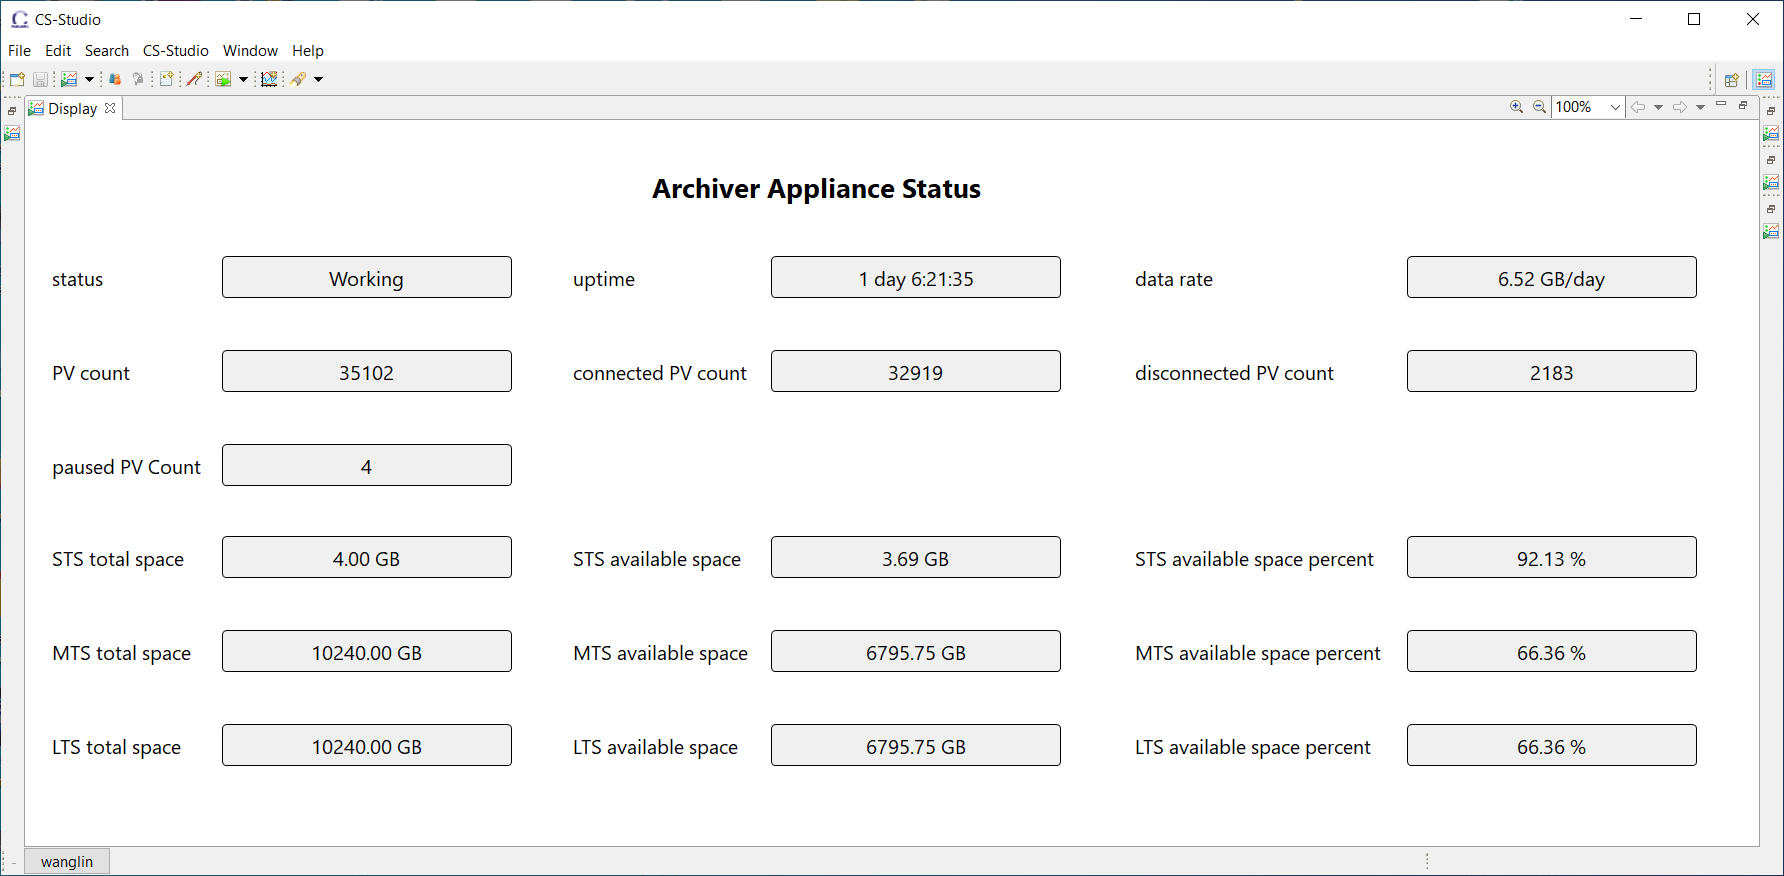 CS-Studio
File Edit Search CS-Studio Window Help
Display
100%
Archiver Appliance Status
status Working uptime 1 day 6:21:35 data rate 6.52 GB/day
PV count 35102 connected PV count 32919 disconnected PV count 2183
paused PV Count 4
STS total space 4.00 GB STS available space 3.69 GB STS available space percent 92.13 %
MTS total space 10240.00 GB MTS available space 6795.75 GB MTS available space percent 66.36 %
LTS total space 10240.00 GB LTS available space 6795.75 GB LTS available space percent 66.36 %
wanglin